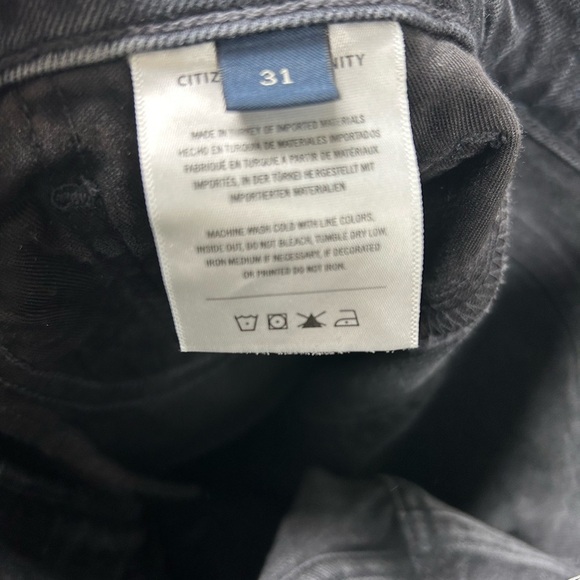 CITIZ NITY
31
MADE IN TURKEY OF IMPORTED MATERIALS
HECHO EN TURQUIA DE MATERIALES IMPORTADOS
FABRIQUÉ EN TURQUIE A PARTIR DE MATÉRIAUX
IMPORTÉS, IN DER TÜRKEI HERGESTELLT MIT
IMPORTIERTEN MATERIALIEN
MACHINE WASH COLD WITH LIKE COLORS,
INSIDE OUT, DO NOT BLEACH, TUMBLE DRY LOW,
IRON MEDIUM IF NECESSARY, IF DECORATED
OR PRINTED DO NOT IRON.